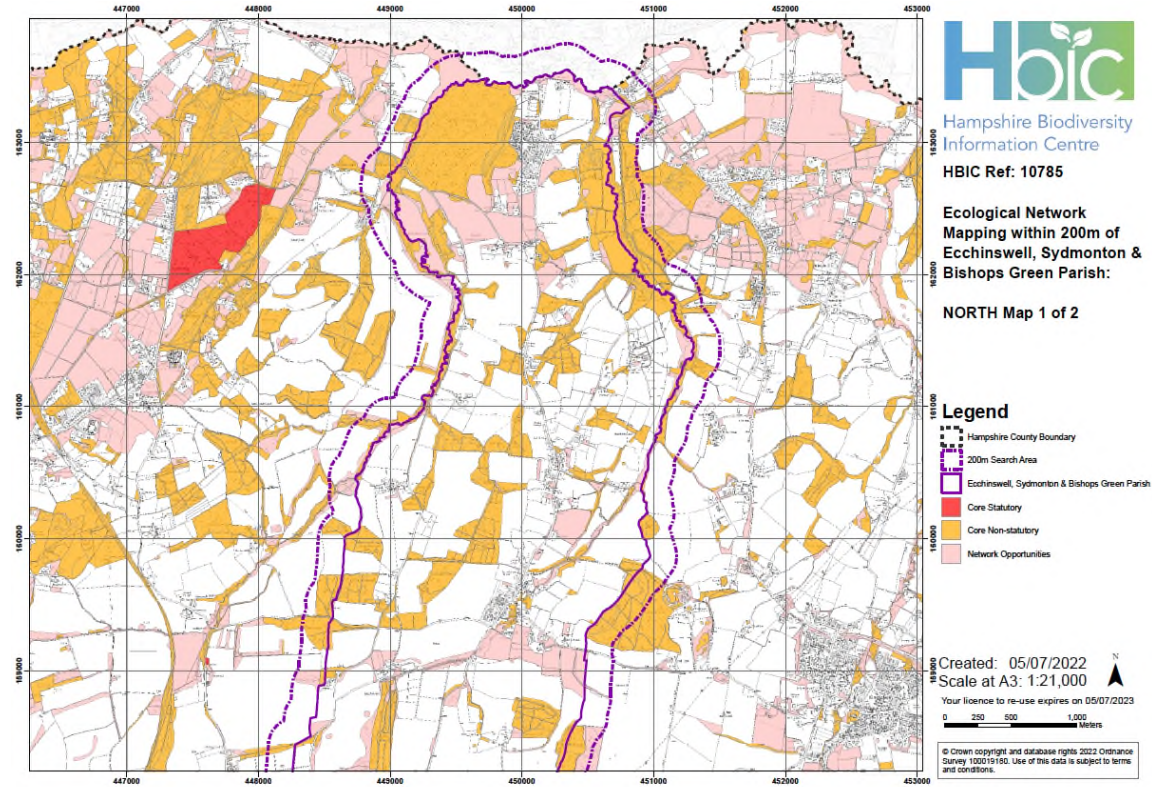 447000 448000 449000 450000 451000 452000 453000
163000
162000
161000
160000
159000
163000
162000
161000
160000
159000
447000 448000 449000 450000 451000 452000 453000
Hbic
Hampshire Biodiversity
Information Centre
HBIC Ref: 10785
Ecological Network
Mapping within 200m of
Ecchinswell, Sydmonton &
Bishops Green Parish:
NORTH Map 1 of 2
Legend
Hampshire County Boundary
200m Search Area
Ecchinswell, Sydmonton & Bishops Green Parish
Core Statutory
Core Non-statutory
Network Opportunities
Created: 05/07/2022
Scale at A3: 1:21,000
N
Your licence to re-use expires on 05/07/2023
0 250 500 1,000
Meters
© Crown copyright and database rights 2022 Ordnance
Survey 100019180. Use of this data is subject to terms
and conditions.